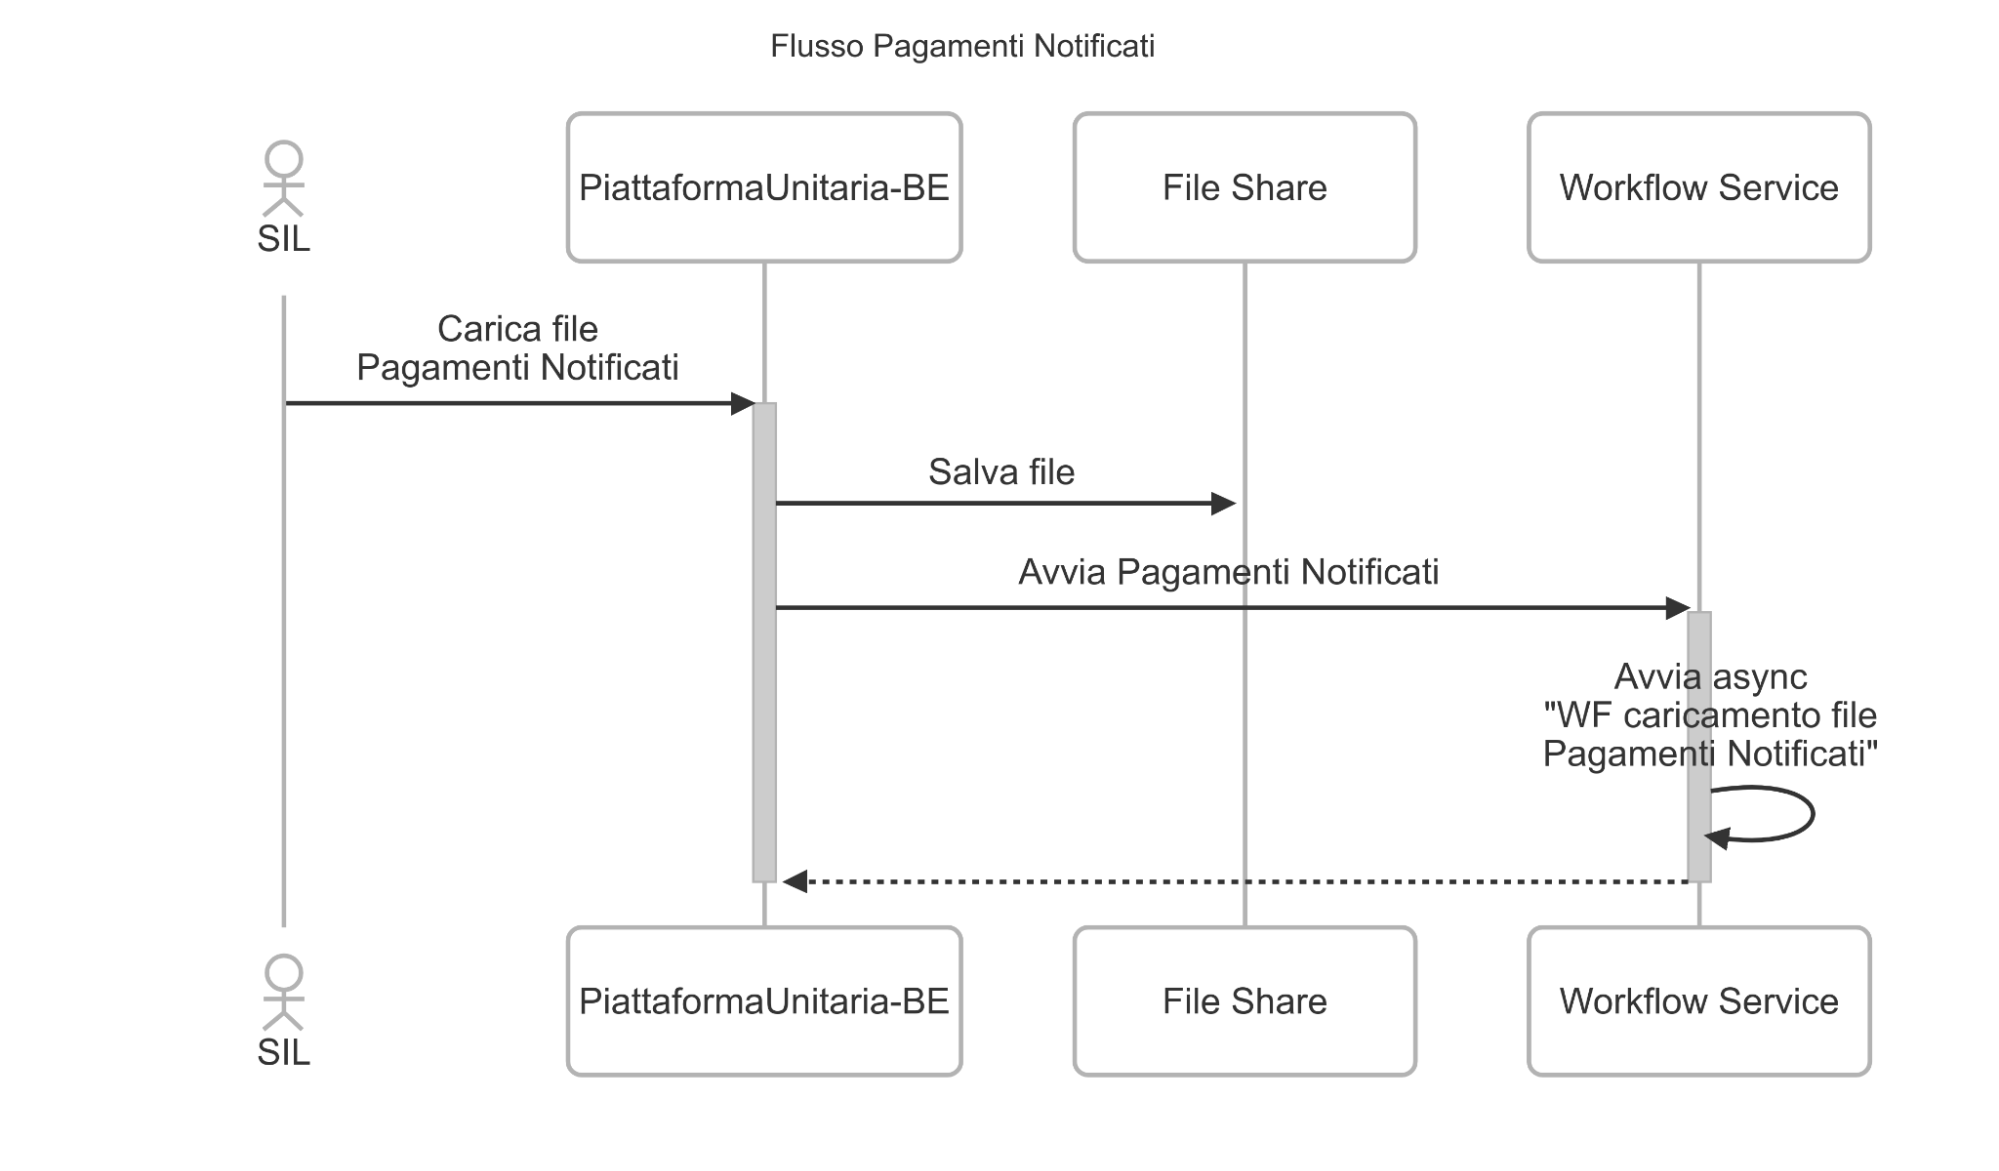 Flusso Pagamenti Notificati
SIL
PiattaformaUnitaria-BE
File Share
Workflow Service
Carica file
Pagamenti Notificati
Salva file
Avvia Pagamenti Notificati
Avvia async
"WF caricamento file
Pagamenti Notificati"
SIL
PiattaformaUnitaria-BE
File Share
Workflow Service